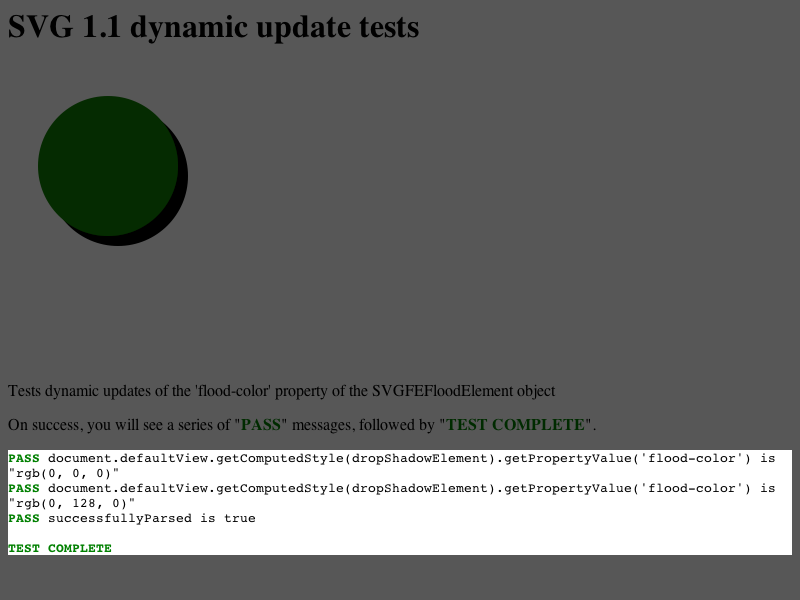 SVG 1.1 dynamic update tests
Tests dynamic updates of the 'flood-color' property of the SVGFEFloodElement object
On success, you will see a series of "PASS" messages, followed by "TEST COMPLETE".
PASS document.defaultView.getComputedStyle(dropShadowElement).getPropertyValue('flood-color') is
"rgb(0, 0, 0)"
PASS document.defaultView.getComputedStyle(dropShadowElement).getPropertyValue('flood-color') is
"rgb(0, 128, 0)"
PASS successfullyParsed is true
TEST COMPLETE